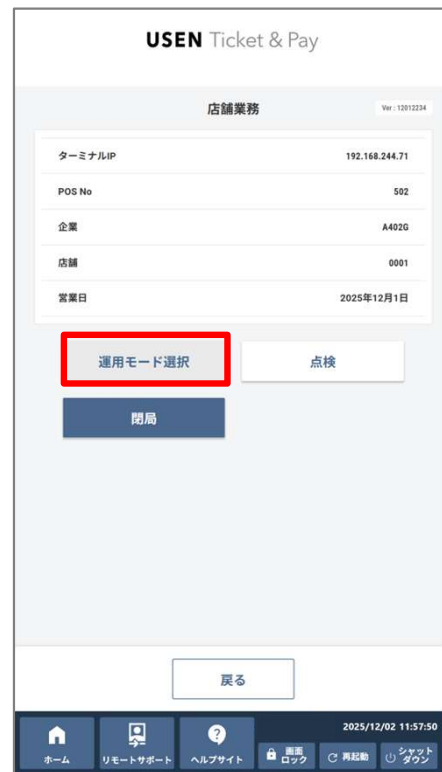 USEN Ticket & Pay
店舗業務
Ver : 12012234
ターミナルIP 192.168.244.71
POS No 502
企業 A402G
店舗 0001
営業日 2025年12月1日
運用モード選択 点検
閉局
戻る
2025/12/02 11:57:50
ホーム リモートサポート ヘルプサイト 画面ロック 再起動 シャットダウン